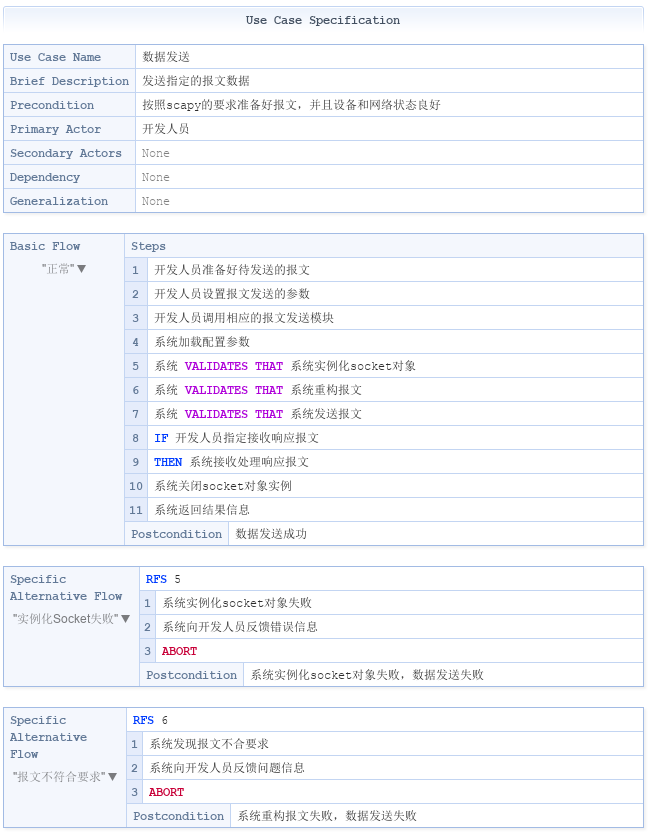 Use Case Specification
Use Case Name 数据发送
Brief Description 发送指定的报文数据
Precondition 按照scapy的要求准备好报文，并且设备和网络状态良好
Primary Actor 开发人员
Secondary Actors None
Dependency None
Generalization None
Basic Flow Steps
"正常"▼
1 开发人员准备好待发送的报文
2 开发人员设置报文发送的参数
3 开发人员调用相应的报文发送模块
4 系统加载配置参数
5 系统 VALIDATES THAT 系统实例化socket对象
6 系统 VALIDATES THAT 系统重构报文
7 系统 VALIDATES THAT 系统发送报文
8 IF 开发人员指定接收响应报文
9 THEN 系统接收处理响应报文
10 系统关闭socket对象实例
11 系统返回结果信息
Postcondition 数据发送成功
Specific Alternative Flow
"实例化Socket失败"▼
RFS 5
1 系统实例化socket对象失败
2 系统向开发人员反馈错误信息
3 ABORT
Postcondition 系统实例化socket对象失败，数据发送失败
Specific
Alternative
Flow
"报文不符合要求"▼
RFS 6
1 系统发现报文不合要求
2 系统向开发人员反馈问题信息
3 ABORT
Postcondition 系统重构报文失败，数据发送失败